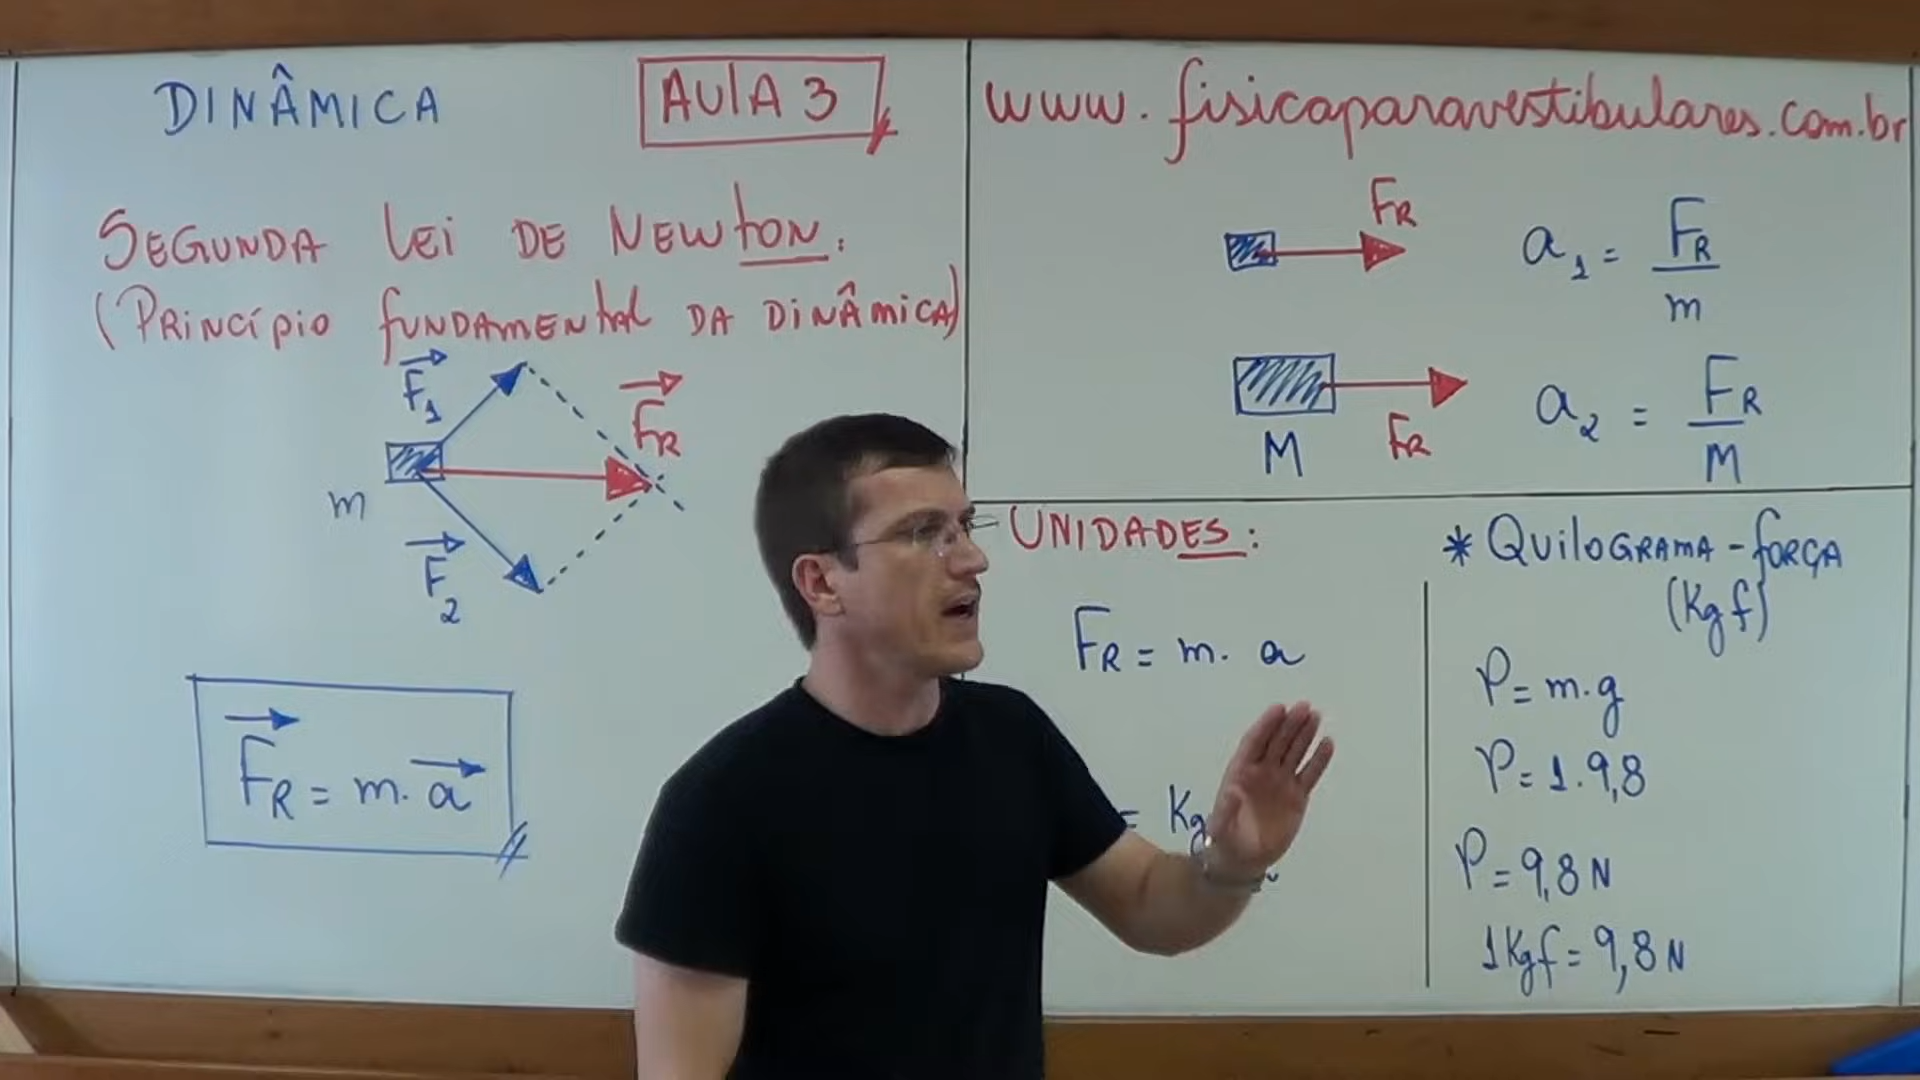 DINÂMICA
AULA 3
SEGUNDA LEI DE NEWTON.
(PRINCÍPIO FUNDAMENTAL DA DINÂMICA)
F1
FR
m
F2
FR = m. a
www.fisicaparavestibulares.com.br
FR
a1 = FR/m
M
FR
a2 = FR/M
UNIDADES:
FR = m. a
= Kg
* QUILOGRAMA-FORÇA
(Kgf)
P = m.g
P = 1.9,8
P = 9,8 N
1Kgf = 9,8 N